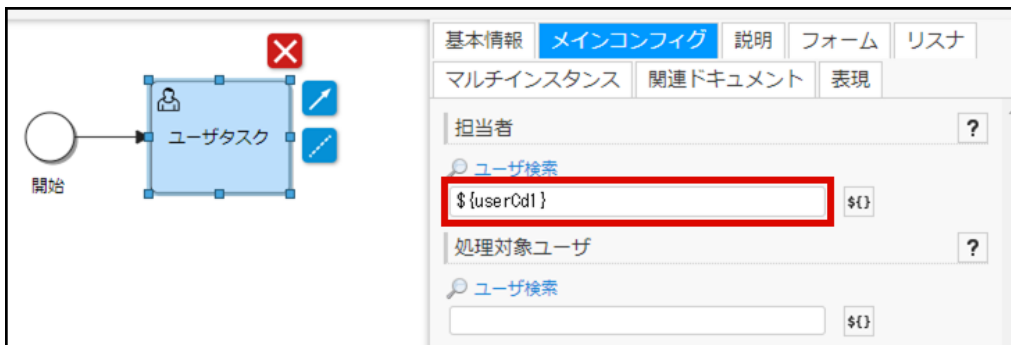 基本情報 メインコンフィグ 説明 フォーム リスナ
マルチインスタンス 関連ドキュメント 表現
ユーザタスク
開始
担当者 ?
ユーザ検索
${userCd1} ${}
処理対象ユーザ ?
ユーザ検索
${}